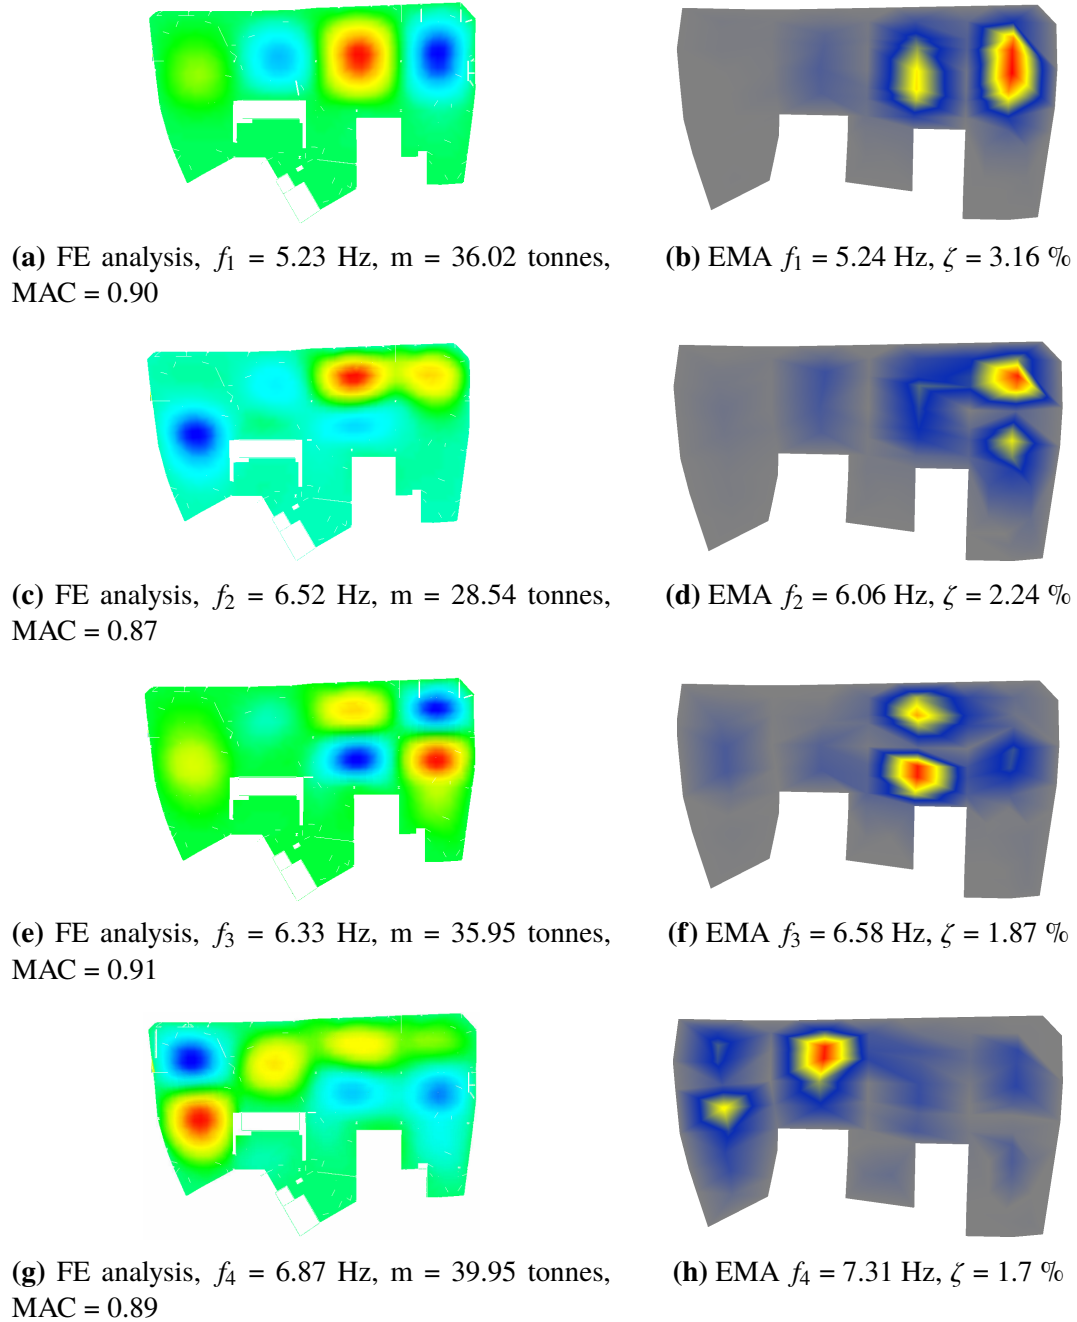 (a) FE analysis, f1 = 5.23 Hz, m = 36.02 tonnes,
MAC = 0.90
(b) EMA f1 = 5.24 Hz, ζ = 3.16 %
(c) FE analysis, f2 = 6.52 Hz, m = 28.54 tonnes,
MAC = 0.87
(d) EMA f2 = 6.06 Hz, ζ = 2.24 %
(e) FE analysis, f3 = 6.33 Hz, m = 35.95 tonnes,
MAC = 0.91
(f) EMA f3 = 6.58 Hz, ζ = 1.87 %
(g) FE analysis, f4 = 6.87 Hz, m = 39.95 tonnes,
MAC = 0.89
(h) EMA f4 = 7.31 Hz, ζ = 1.7 %